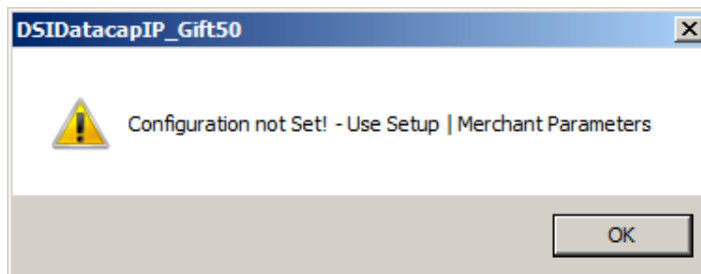 DSIDatacapIP_Gift50
Configuration not Set! - Use Setup | Merchant Parameters
OK